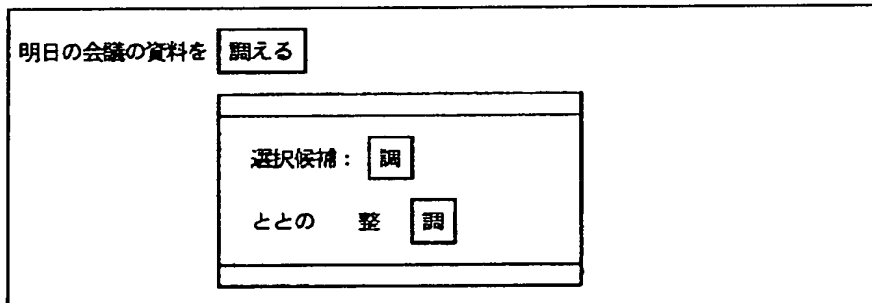 明日の会議の資料を 調える
選択候補: 調
ととの 整 調